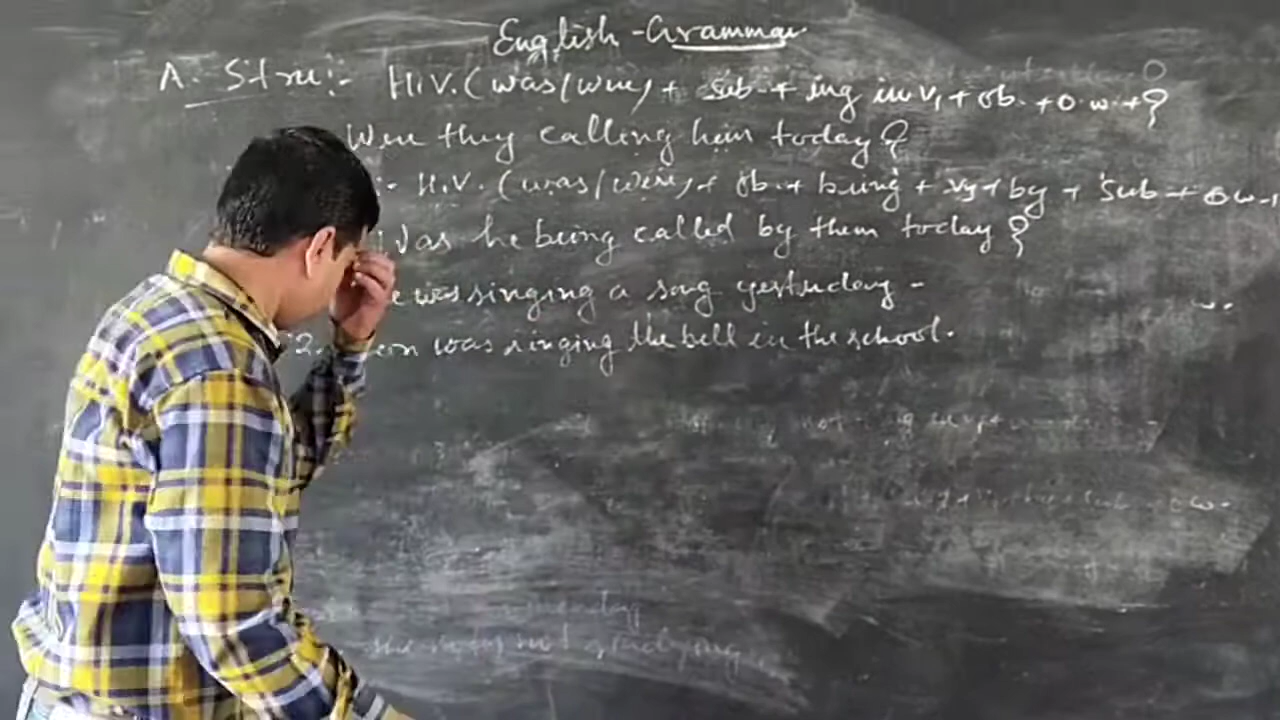 English - Grammar
A. Stru:- H.V. (was/were) + sub + ing in V1 + ob. + o.w. + ?
Were they calling him today?
:- H.V. (was/were) + ob. + being + V3 + by + sub + o.w.
Was he being called by them today?
was singing a song yesterday -
2. was ringing the bell in the school.